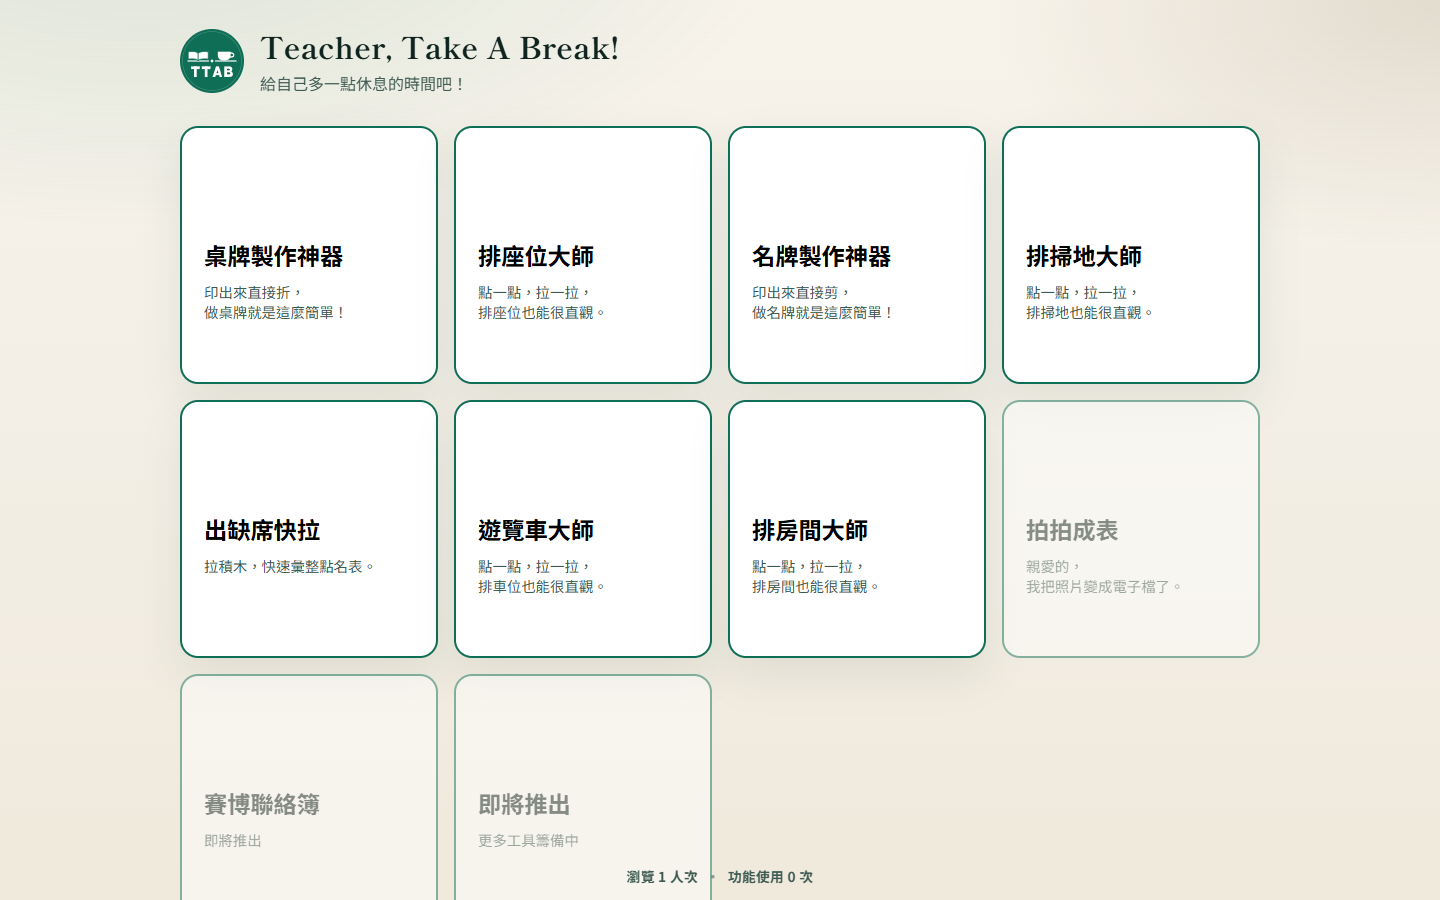 TTAB
Teacher, Take A Break!
給自己多一點休息的時間吧！
桌牌製作神器
印出來直接折，
做桌牌就是這麼簡單！
排座位大師
點一點，拉一拉，
排座位也能很直觀。
名牌製作神器
印出來直接剪，
做名牌就是這麼簡單！
排掃地大師
點一點，拉一拉，
排掃地也能很直觀。
出缺席快拉
拉積木，快速彙整點名表。
遊覽車大師
點一點，拉一拉，
排車位也能很直觀。
排房間大師
點一點，拉一拉，
排房間也能很直觀。
拍拍成表
親愛的，
我把照片變成電子檔了。
賽博聯絡簿
即將推出
即將推出
更多工具籌備中
瀏覽 1 人次 • 功能使用 0 次